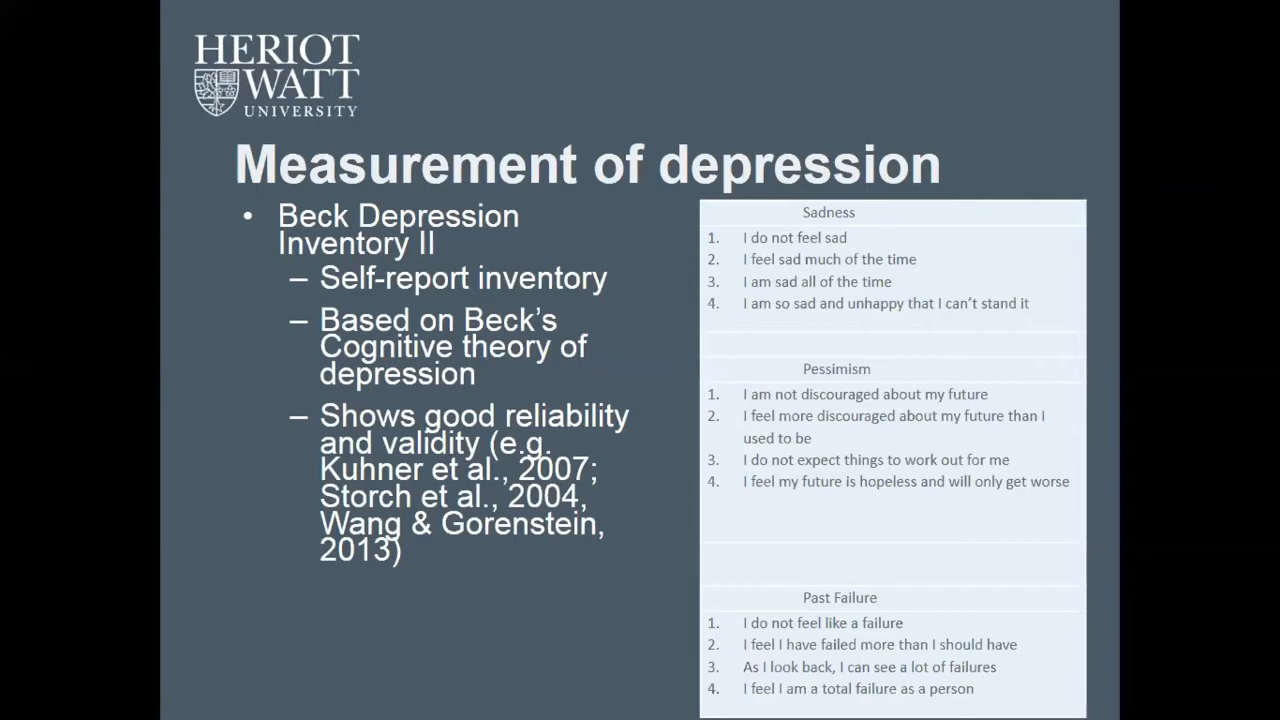 HERIOT
WATT
UNIVERSITY
Measurement of depression
• Beck Depression
Inventory II
– Self-report inventory
– Based on Beck's
Cognitive theory of
depression
– Shows good reliability
and validity (e.g.
Kuhner et al., 2007;
Storch et al., 2004,
Wang & Gorenstein,
2013)
Sadness
1. I do not feel sad
2. I feel sad much of the time
3. I am sad all of the time
4. I am so sad and unhappy that I can't stand it
Pessimism
1. I am not discouraged about my future
2. I feel more discouraged about my future than I
used to be
3. I do not expect things to work out for me
4. I feel my future is hopeless and will only get worse
Past Failure
1. I do not feel like a failure
2. I feel I have failed more than I should have
3. As I look back, I can see a lot of failures
4. I feel I am a total failure as a person